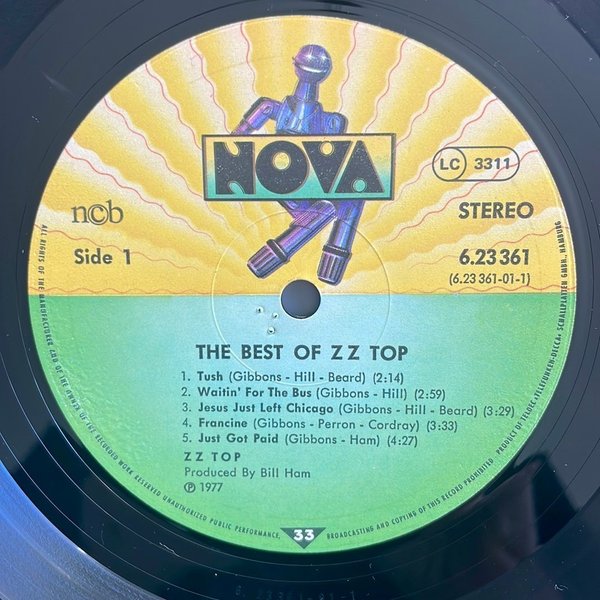 NOVA
LC 3311
ncb
STEREO
Side 1
6.23 361
(6.23 361-01-1)
THE BEST OF ZZ TOP
1. Tush (Gibbons - Hill - Beard) (2:14)
2. Waitin' For The Bus (Gibbons - Hill) (2:59)
3. Jesus Just Left Chicago (Gibbons - Hill - Beard) (3:29)
4. Francine (Gibbons - Perron - Cordray) (3:33)
5. Just Got Paid (Gibbons - Ham) (4:27)
ZZ TOP
Produced By Bill Ham
Ⓟ 1977
33
ALL RIGHTS OF THE MANUFACTURER AND OF THE OWNER OF THE RECORDED WORK RESERVED UNAUTHORIZED PUBLIC PERFORMANCE, BROADCASTING AND COPYING OF THIS RECORD PROHIBITED. PRODUCT OF TELDEC »TELEFUNKEN-DECCA« SCHALLPLATTEN GMBH., HAMBURG